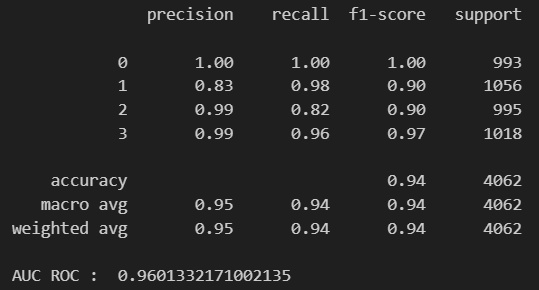 precision recall f1-score support
0 1.00 1.00 1.00 993
1 0.83 0.98 0.90 1056
2 0.99 0.82 0.90 995
3 0.99 0.96 0.97 1018
accuracy 0.94 4062
macro avg 0.95 0.94 0.94 4062
weighted avg 0.95 0.94 0.94 4062
AUC ROC : 0.9601332171002135